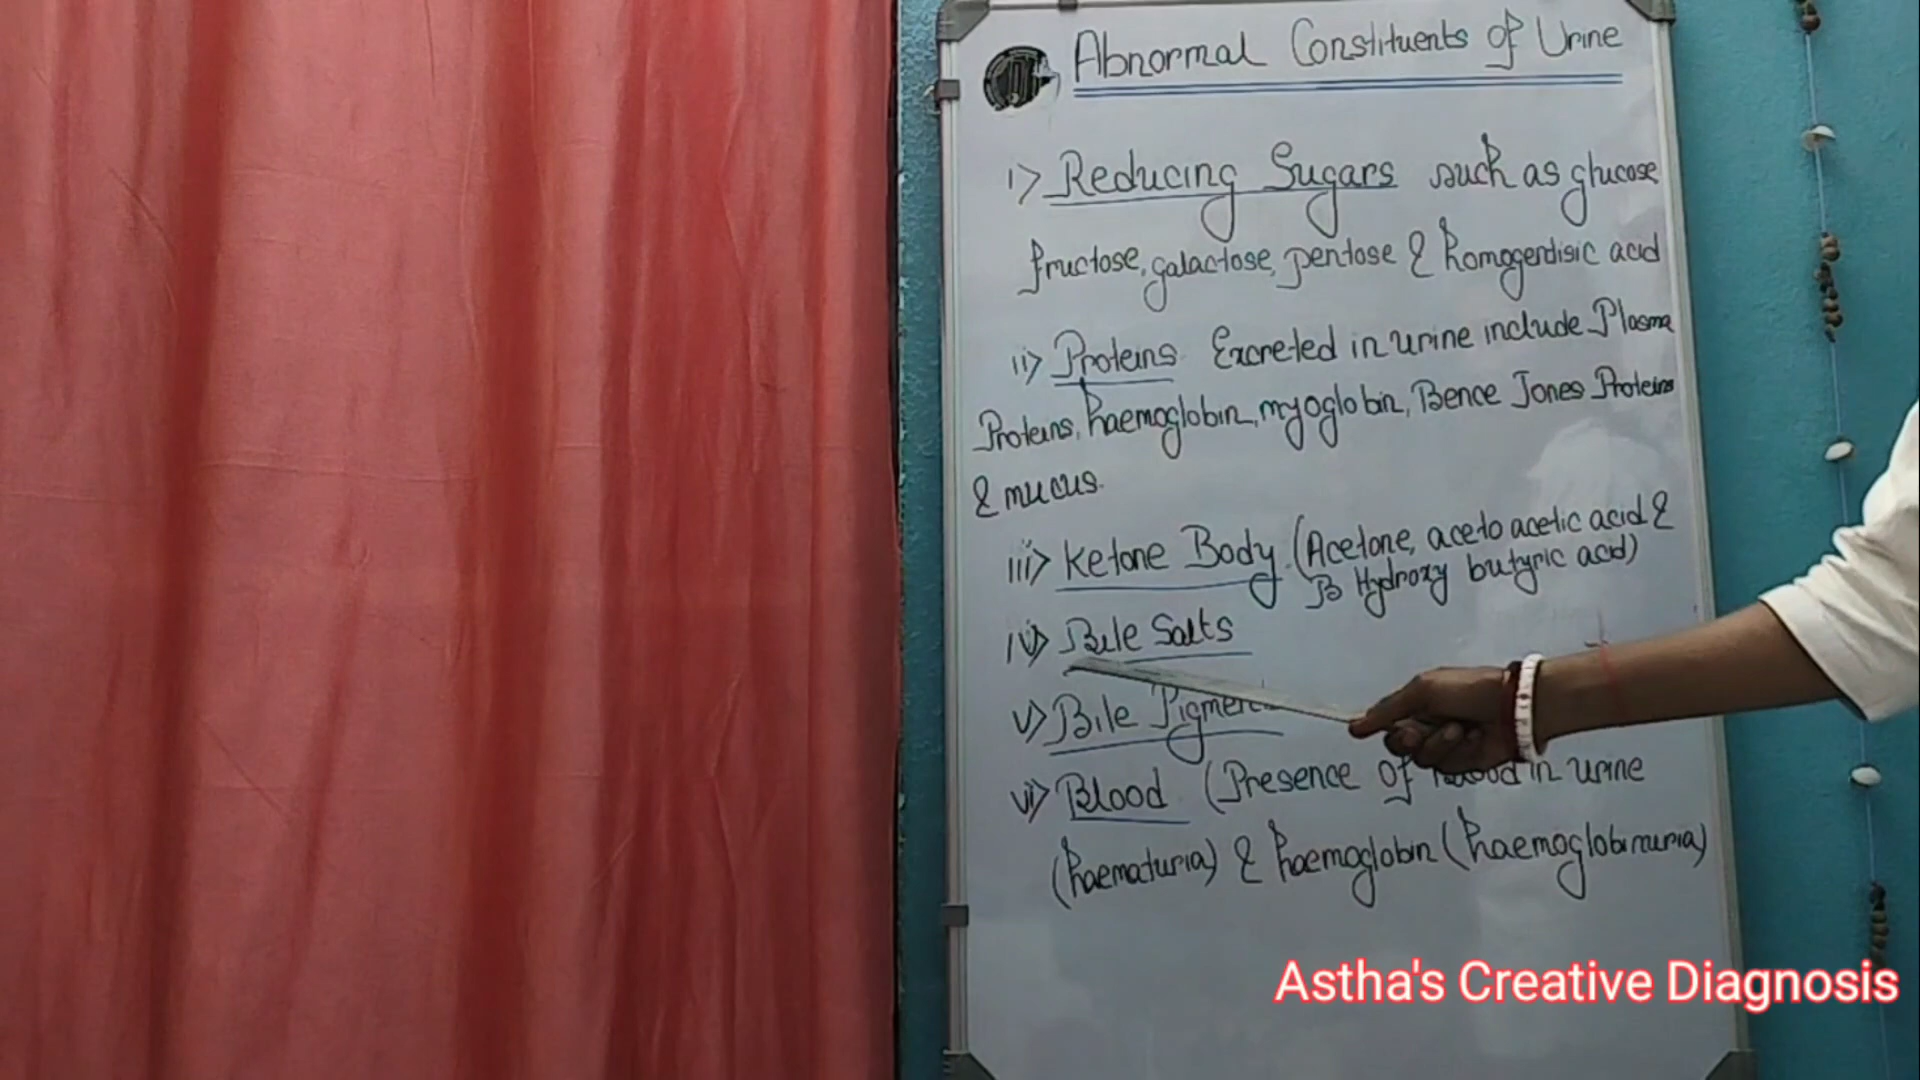 Abnormal Constituents of Urine
i> Reducing Sugars such as glucose
fructose, galactose, pentose & homogendisic acid
ii> Proteins Excreted in urine include Plasma
Proteins, haemoglobin, myoglobin, Bence Jones Proteins
& mucus.
iii> Ketone Body (Acetone, aceto acetic acid &
B Hydroxy butyric acid)
iv> Bile Salts
v> Bile
vi> Blood (Presence of in urine
(haematuria) & haemoglobin (haemoglobinuria)
Astha's Creative Diagnosis